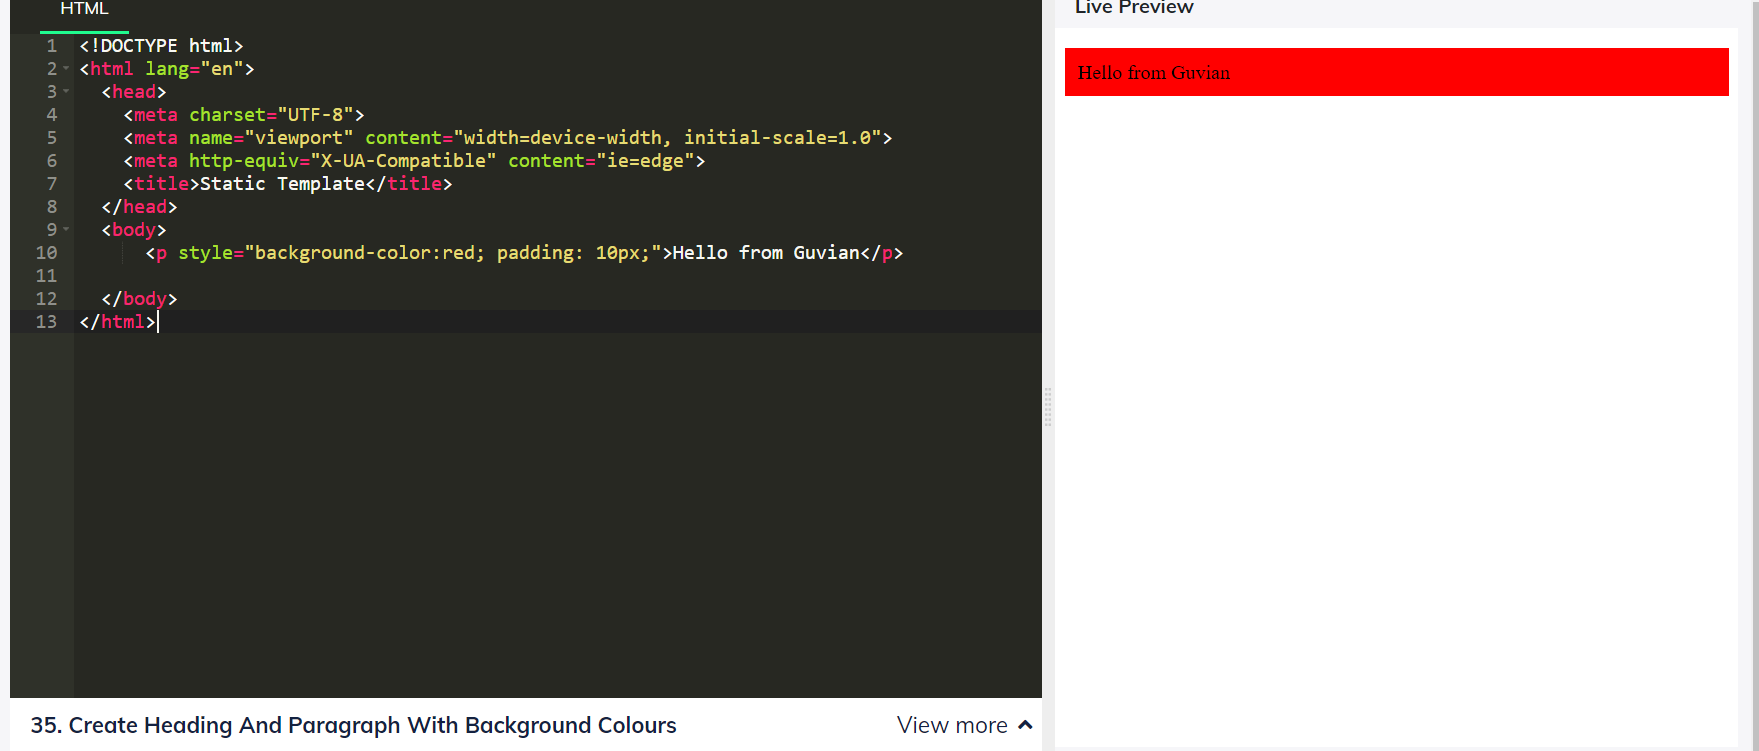 HTML
Live Preview
1 <!DOCTYPE html>
2 <html lang="en">
3 <head>
4 <meta charset="UTF-8">
5 <meta name="viewport" content="width=device-width, initial-scale=1.0">
6 <meta http-equiv="X-UA-Compatible" content="ie=edge">
7 <title>Static Template</title>
8 </head>
9 <body>
10 <p style="background-color:red; padding: 10px;">Hello from Guvian</p>
11
12 </body>
13 </html>
Hello from Guvian
35. Create Heading And Paragraph With Background Colours
View more